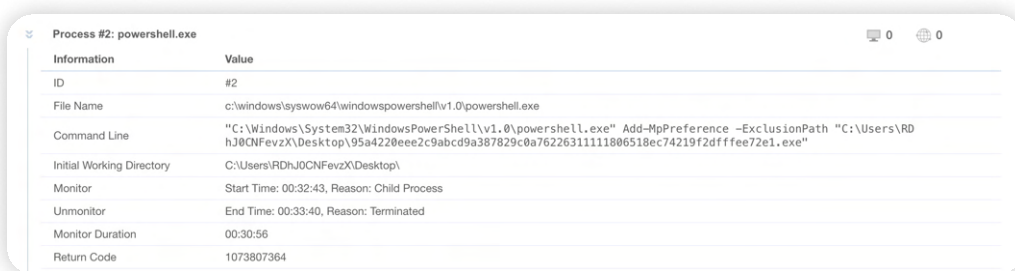 Process #2: powershell.exe 0 0
Information Value
ID #2
File Name c:\windows\syswow64\windowspowershell\v1.0\powershell.exe
Command Line "C:\Windows\System32\WindowsPowerShell\v1.0\powershell.exe" Add-MpPreference -ExclusionPath "C:\Users\RD
hJ0CNFevzX\Desktop\95a4220eee2c9abcd9a387829c0a76226311111806518ec74219f2dfffee72e1.exe"
Initial Working Directory C:\Users\RDhJ0CNFevzX\Desktop\
Monitor Start Time: 00:32:43, Reason: Child Process
Unmonitor End Time: 00:33:40, Reason: Terminated
Monitor Duration 00:30:56
Return Code 1073807364